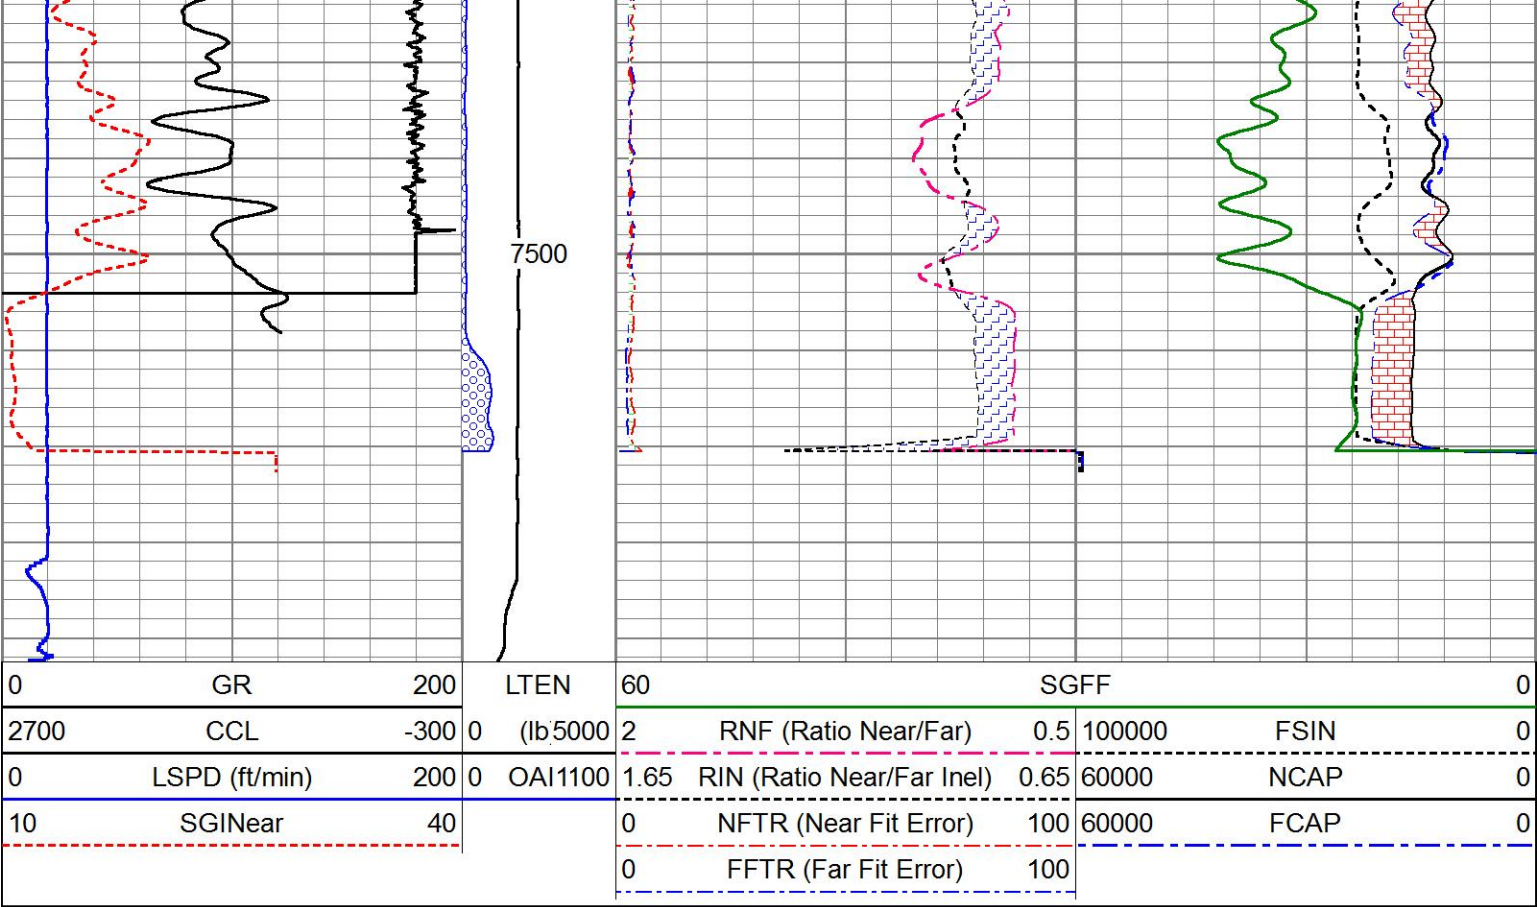 7500
0 GR 200 LTEN 60 SGFF 0
2700 CCL -300 0 (lb 5000 2 RNF (Ratio Near/Far) 0.5 100000 FSIN 0
0 LSPD (ft/min) 200 0 OAI1100 1.65 RIN (Ratio Near/Far Inel) 0.65 60000 NCAP 0
10 SGINear 40 0 NFTR (Near Fit Error) 100 60000 FCAP 0
0 FFTR (Far Fit Error) 100